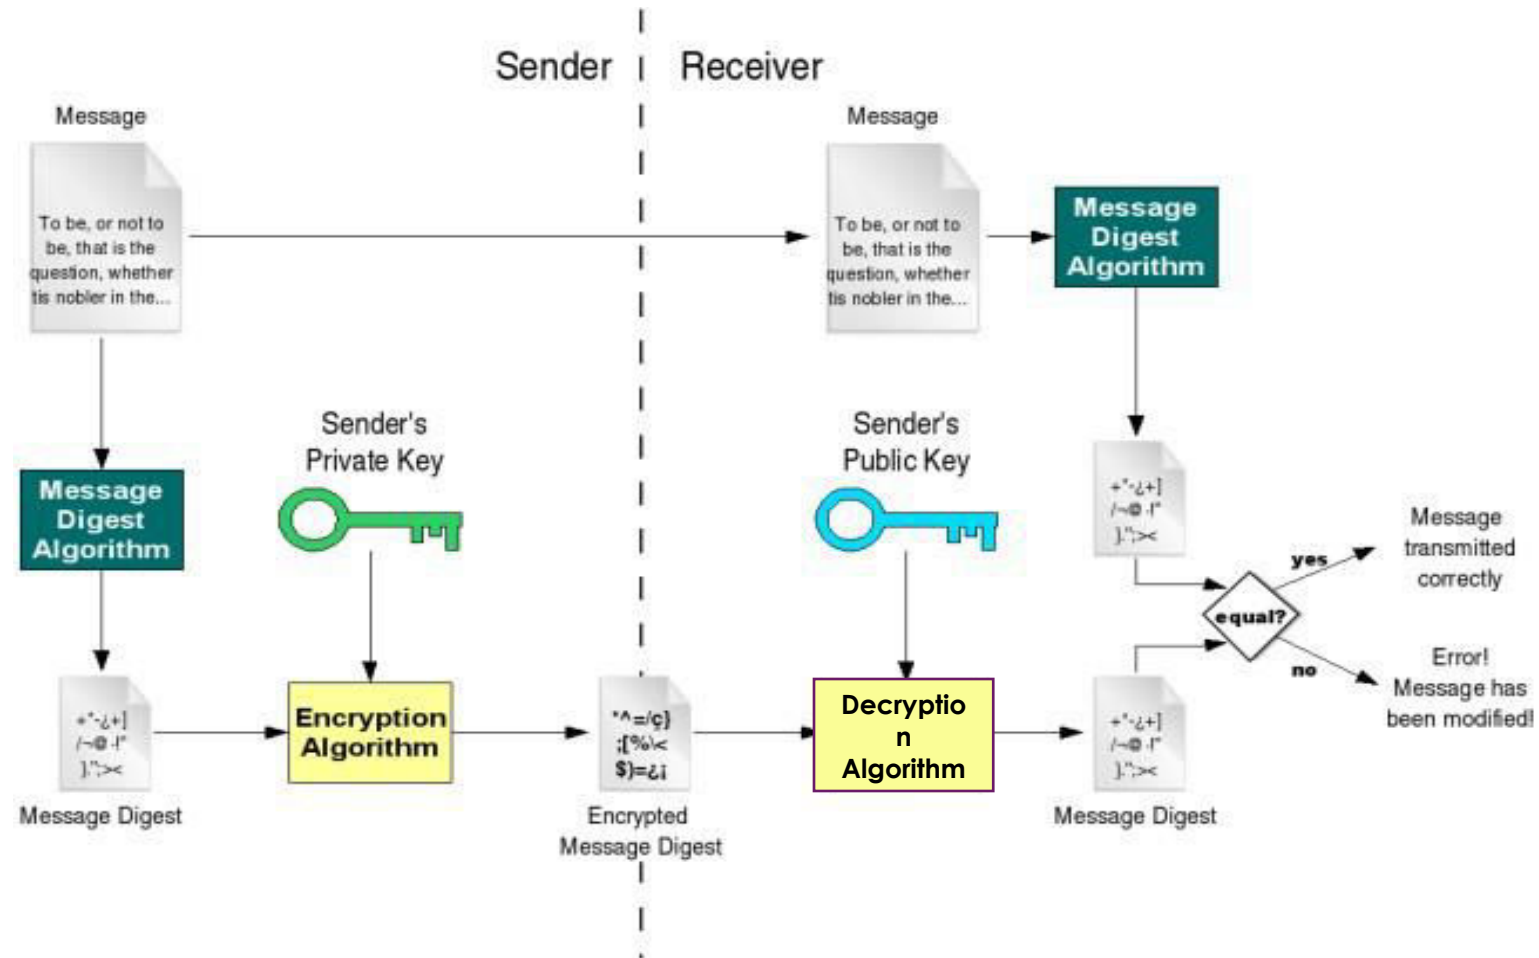 Sender
Receiver
Message
To be, or not to
be, that is the
question, whether
tis nobler in the...
Message
To be, or not to
be, that is the
question, whether
tis nobler in the...
Message
Digest
Algorithm
Message
Digest
Algorithm
Sender's
Private Key
Sender's
Public Key
+*-¿+]
/¬@
].";><
yes
Message
transmitted
correctly
equal?
no
Error!
Message has
been modified!
+*-¿+]
/¬@
].";><
Message Digest
Encryption
Algorithm
*^=/ç}
;[%\<
$)=¿¡
Encrypted
Message Digest
Decryptio
n
Algorithm
+*-¿+]
/¬@
].";><
Message Digest